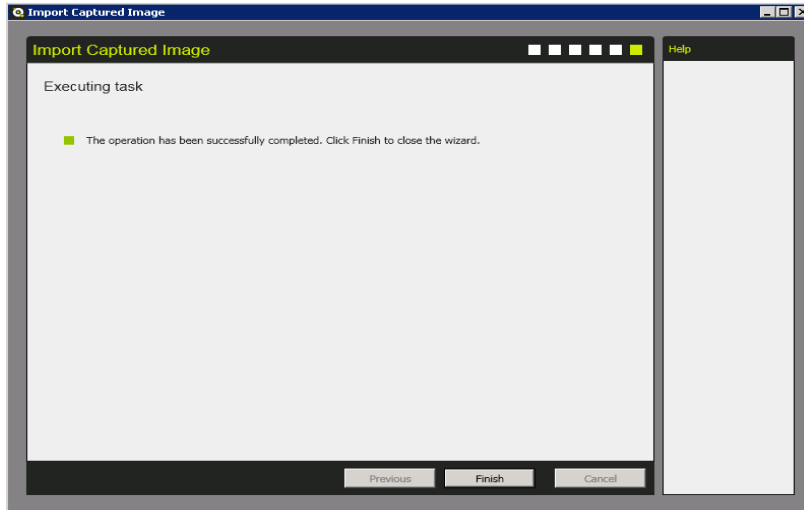 Import Captured Image
Import Captured Image
Help
Executing task
The operation has been successfully completed. Click Finish to close the wizard.
Previous
Finish
Cancel